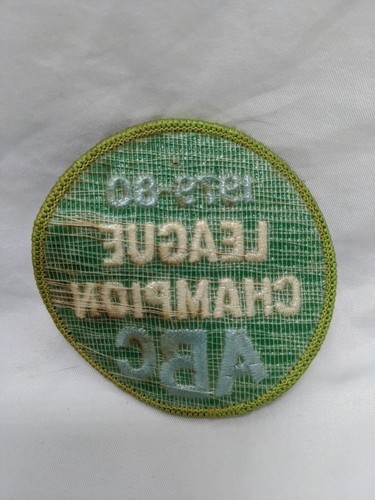 1979-80
LEAGUE
CHAMPION
ABC